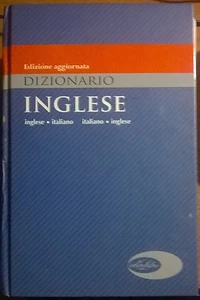 Edizione aggiornata
DIZIONARIO
INGLESE
inglese • italiano italiano • inglese